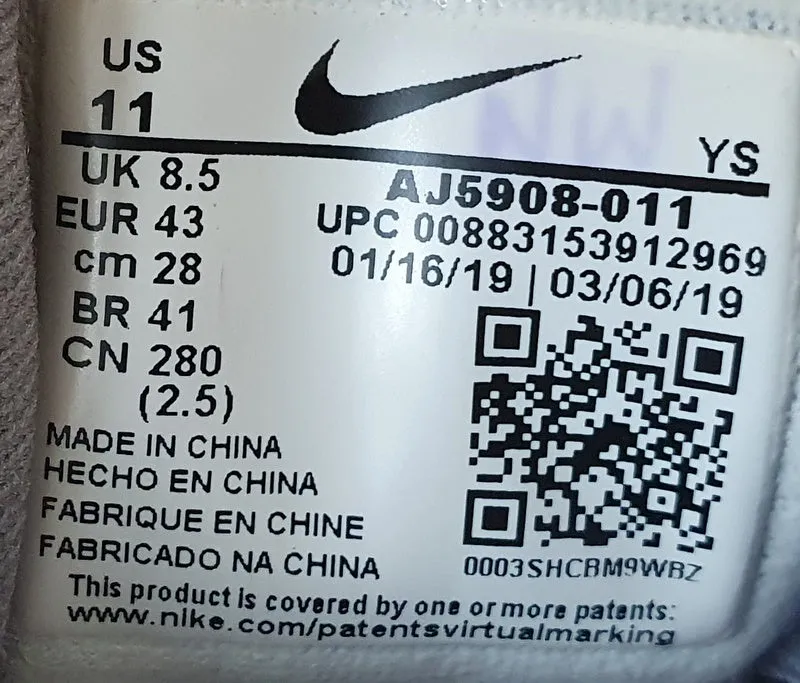 US
11
YS
UK 8.5
AJ5908-011
EUR 43
UPC 00883153912969
cm 28
01/16/19 | 03/06/19
BR 41
CN 280
(2.5)
MADE IN CHINA
HECHO EN CHINA
FABRIQUE EN CHINE
FABRICADO NA CHINA
0003SHCBM9WBZ
This product is covered by one or more patents:
www.nike.com/patentsvirtualmarking